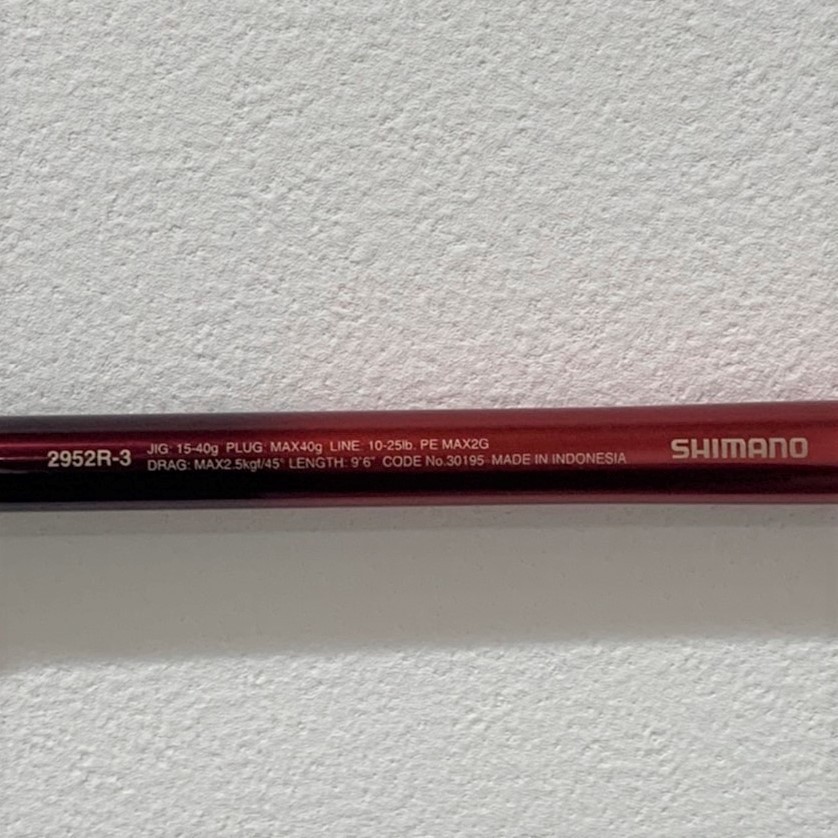 2952R-3
JIG: 15-40g PLUG: MAX40g LINE: 10-25lb. PE MAX2G
DRAG: MAX2.5kgf/45° LENGTH: 9'6" CODE No.30195 MADE IN INDONESIA
SHIMANO